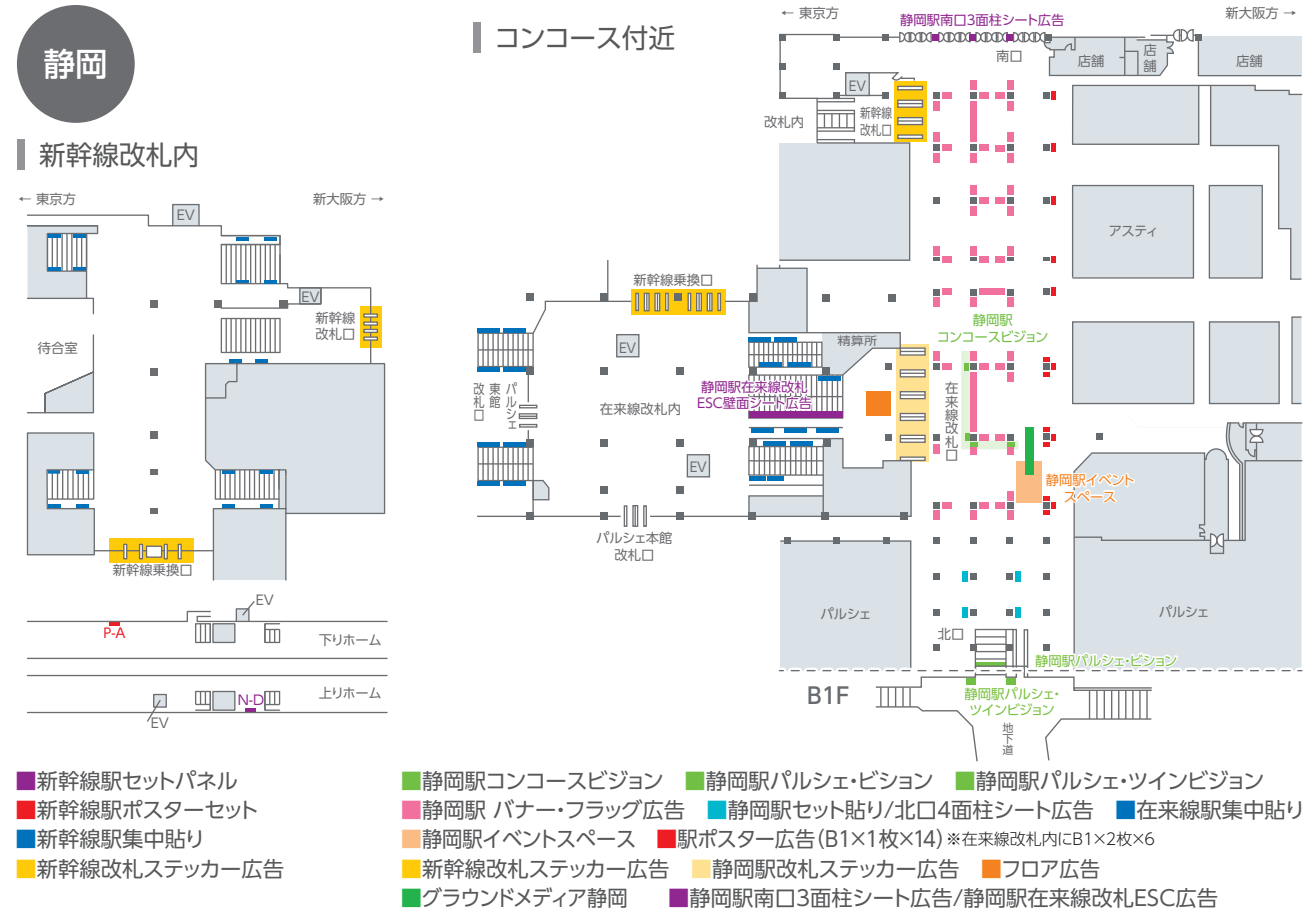 静岡
新幹線改札内
← 東京方
新大阪方 →
EV
EV
新幹線
改札口
待合室
新幹線乗換口
EV
P-A
下りホーム
上りホーム
N-D
EV
コンコース付近
← 東京方
静岡駅南口3面柱シート広告
新大阪方 →
南口
店舗
店
舗
店舗
EV
改札内
新幹線
改札口
アスティ
新幹線乗換口
静岡駅
コンコースビジョン
精算所
EV
静岡駅在来線改札
ESC壁面シート広告
パルシェ
東館
改札口
在来線改札内
在来線改札口
EV
静岡駅イベント
スペース
パルシェ本館
改札口
パルシェ
パルシェ
北口
静岡駅パルシェ・ビション
B1F
静岡駅パルシェ・
ツインビジョン
地下道
新幹線駅セットパネル
新幹線駅ポスターセット
新幹線駅集中貼り
新幹線改札ステッカー広告
静岡駅コンコースビジョン 静岡駅パルシェ・ビション 静岡駅パルシェ・ツインビジョン
静岡駅 バナー・フラッグ広告 静岡駅セット貼り/北口4面柱シート広告 在来線駅集中貼り
静岡駅イベントスペース 駅ポスター広告(B1×1枚×14) ※在来線改札内にB1×2枚×6
新幹線改札ステッカー広告 静岡駅改札ステッカー広告 フロア広告
グラウンドメディア静岡 静岡駅南口3面柱シート広告/静岡駅在来線改札ESC広告